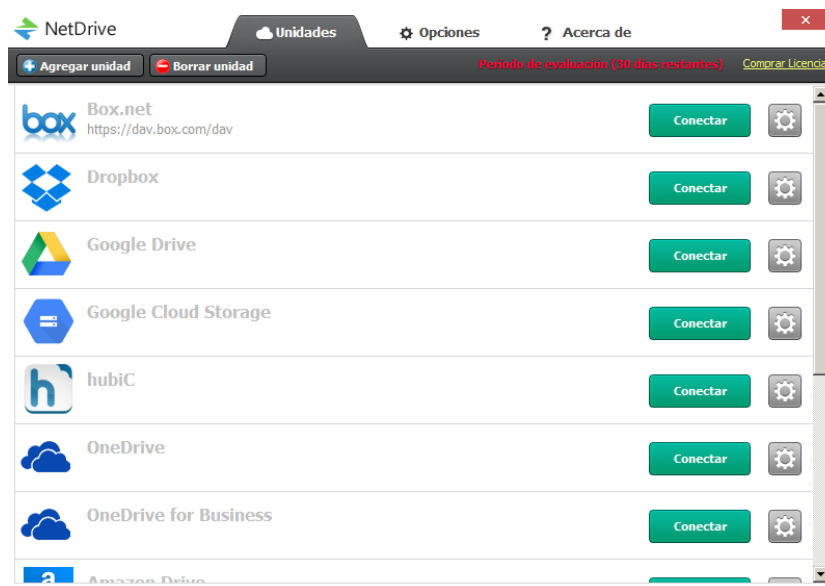 NetDrive
Unidades
Opciones
? Acerca de
Agregar unidad
Borrar unidad
Período de evaluación (30 días restantes)
Comprar Licencia
box
Box.net
https://dav.box.com/dav
Conectar
Dropbox
Conectar
Google Drive
Conectar
Google Cloud Storage
Conectar
h
hubiC
Conectar
OneDrive
Conectar
OneDrive for Business
Conectar
a
Amazon Drive